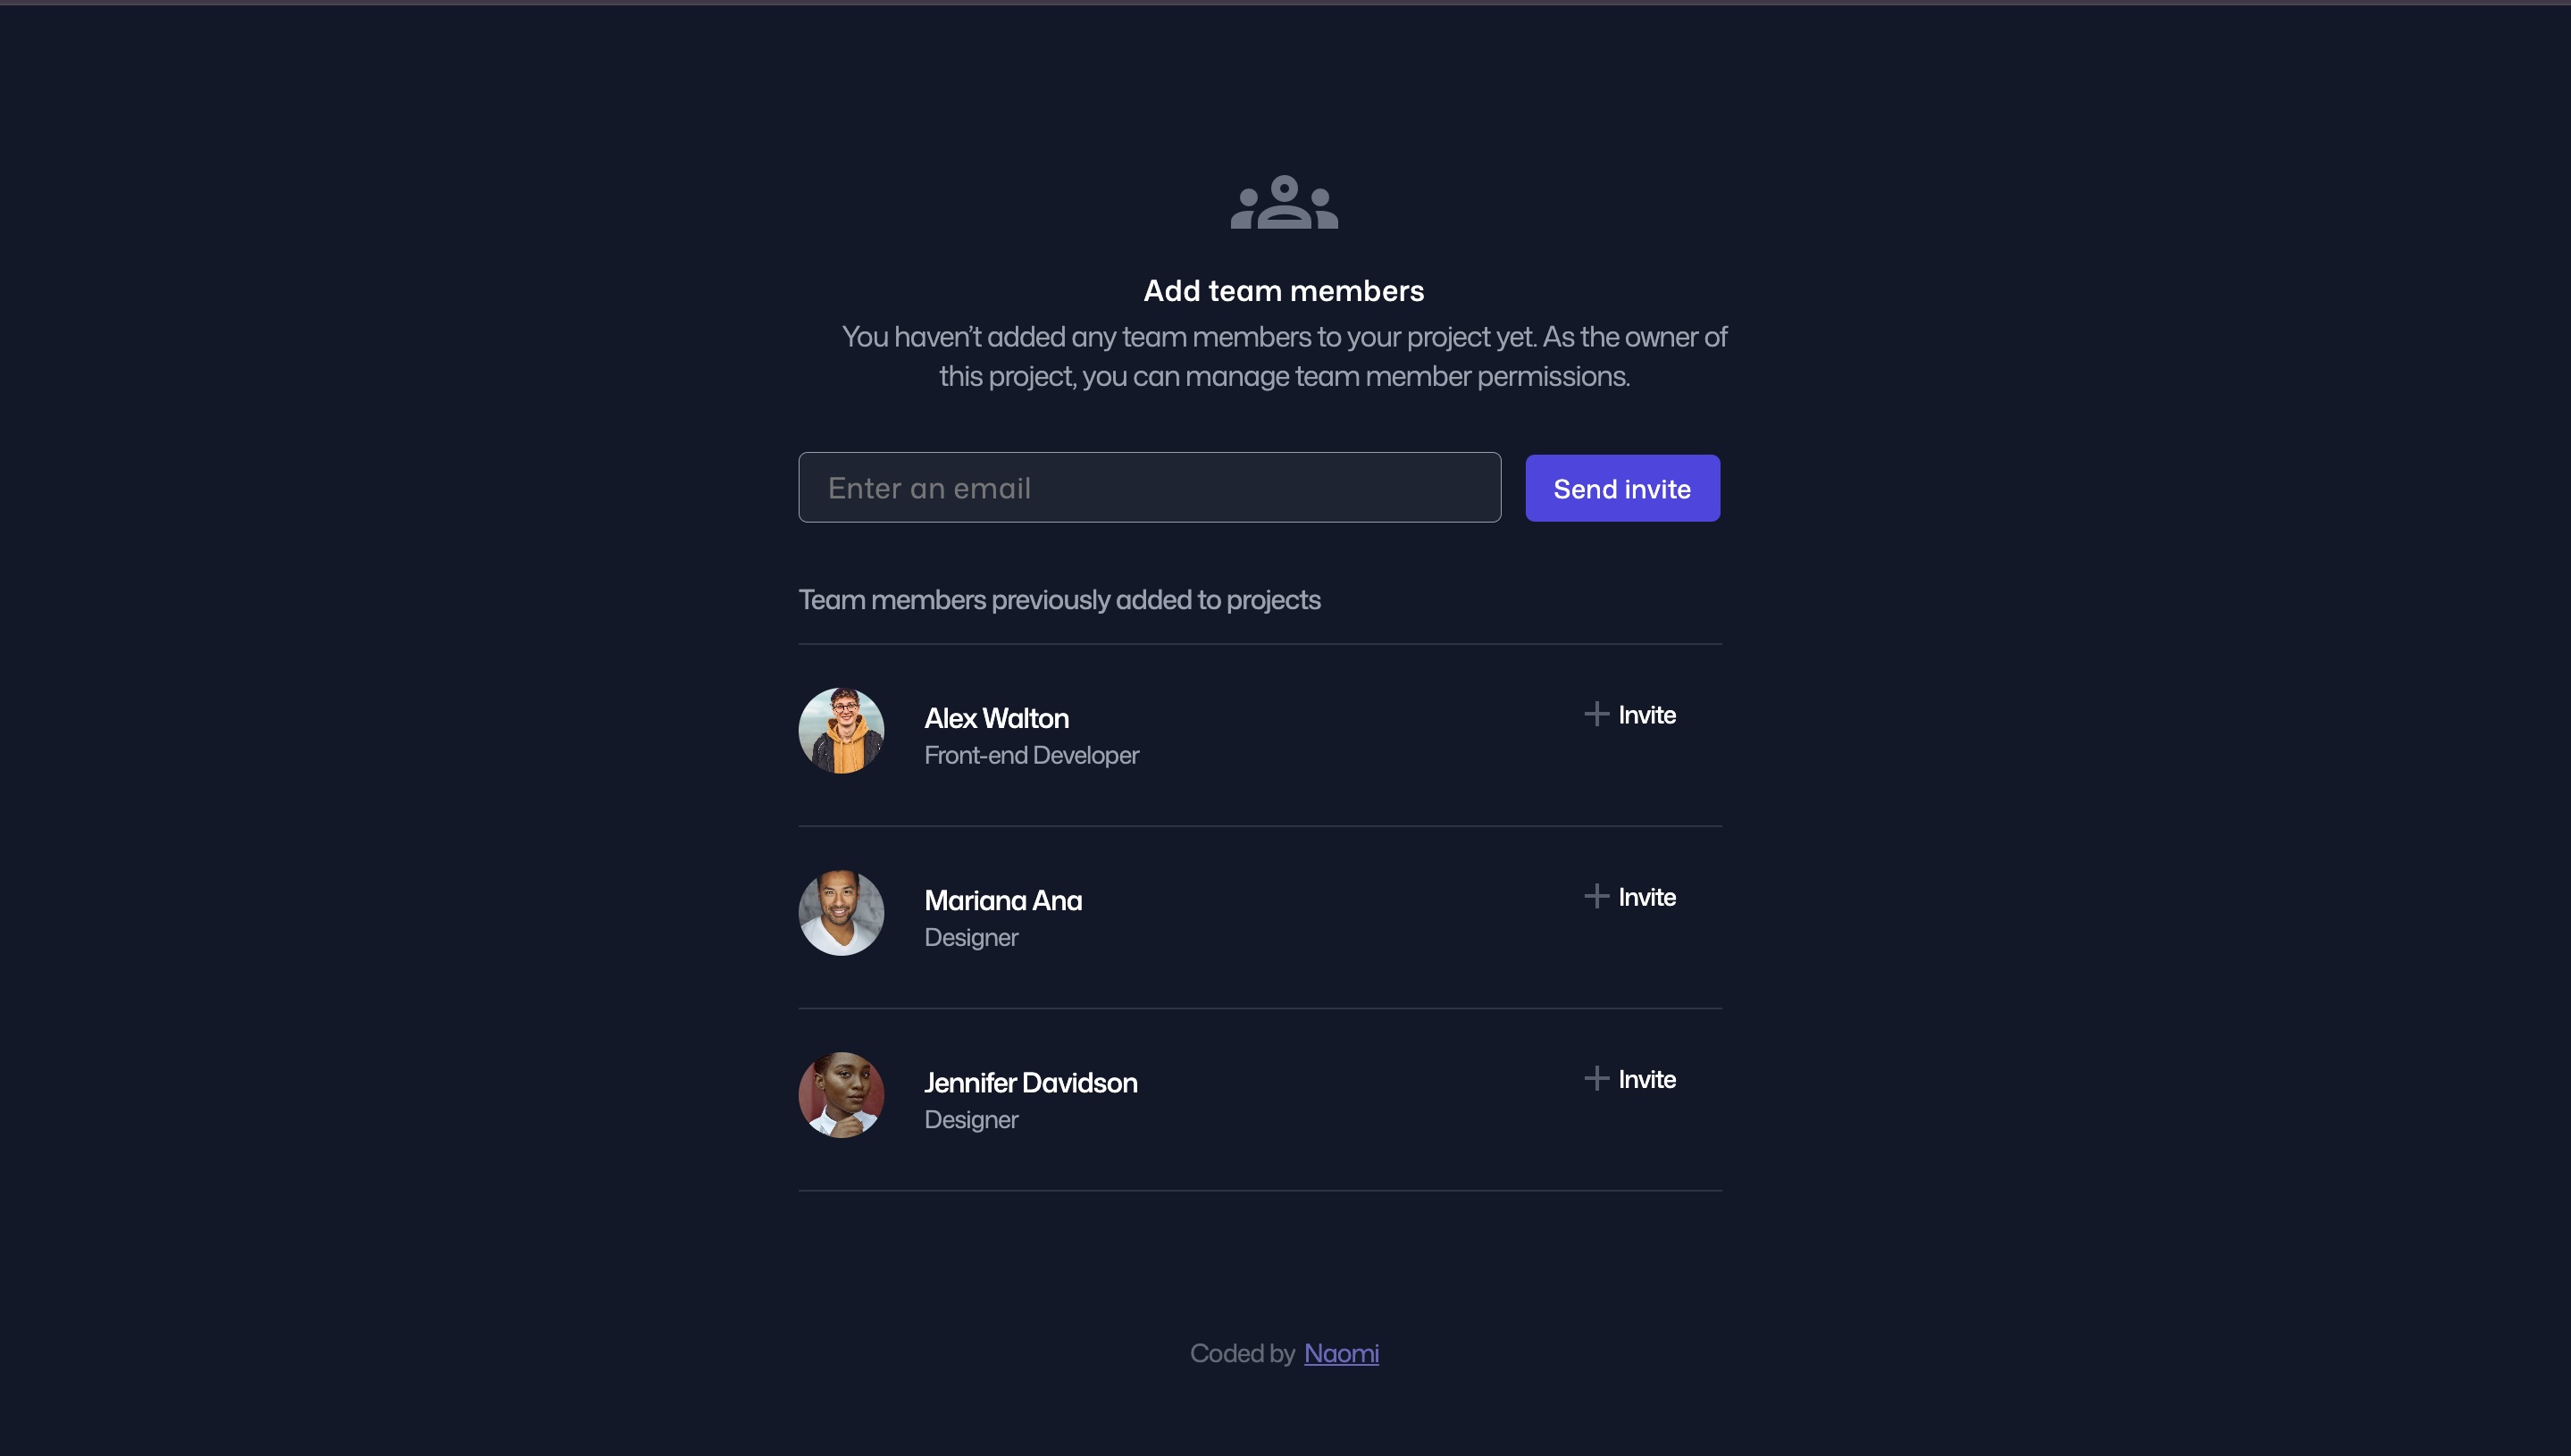 Add team members
You haven’t added any team members to your project yet. As the owner of
this project, you can manage team member permissions.
Enter an email
Send invite
Team members previously added to projects
Alex Walton
Invite
Front-end Developer
Mariana Ana
Invite
Designer
Jennifer Davidson
Invite
Designer
Coded by Naomi